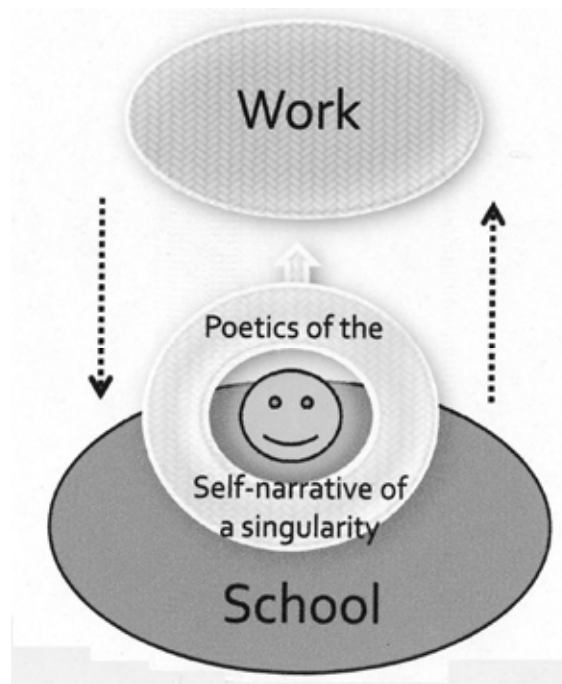 Work
Poetics of the
Self-narrative of
a singularity
School